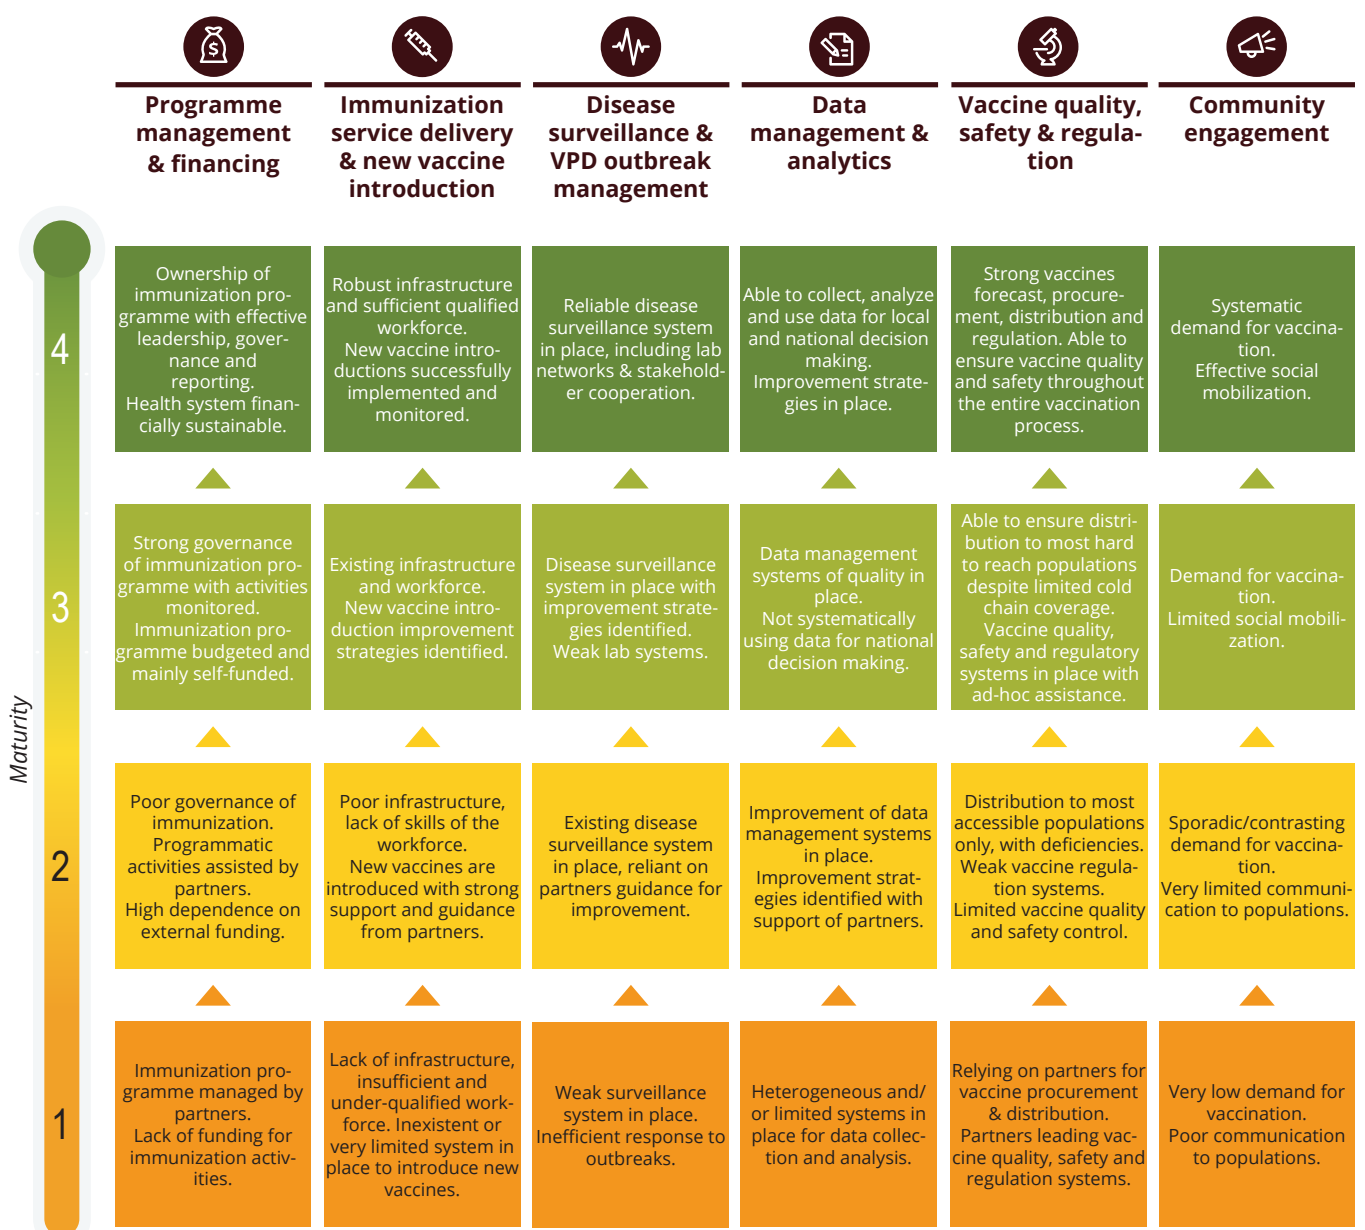 Programme
management
& financing
Immunization
service delivery
& new vaccine
introduction
Disease
surveillance &
VPD outbreak
management
Data
management &
analytics
Vaccine quality,
safety & regula-
tion
Community
engagement
Maturity
4
Ownership of
immunization pro-
gramme with effective
leadership, gover-
nance and
reporting.
Health system finan-
cially sustainable.
Robust infrastructure
and sufficient qualified
workforce.
New vaccine intro-
ductions successfully
implemented and
monitored.
Reliable disease
surveillance system
in place, including lab
networks & stakehold-
er cooperation.
Able to collect, analyze
and use data for local
and national decision
making.
Improvement strate-
gies in place.
Strong vaccines
forecast, procure-
ment, distribution and
regulation. Able to
ensure vaccine quality
and safety throughout
the entire vaccination
process.
Systematic
demand for vaccina-
tion.
Effective social
mobilization.
3
Strong governance
of immunization pro-
gramme with activities
monitored.
Immunization pro-
gramme budgeted and
mainly self-funded.
Existing infrastructure
and workforce.
New vaccine intro-
duction improvement
strategies identified.
Disease surveillance
system in place with
improvement strate-
gies identified.
Weak lab systems.
Data management
systems of quality in
place.
Not systematically
using data for national
decision making.
Able to ensure distri-
bution to most hard
to reach populations
despite limited cold
chain coverage.
Vaccine quality,
safety and regulatory
systems in place with
ad-hoc assistance.
Demand for vaccina-
tion.
Limited social mobili-
zation.
2
Poor governance of
immunization.
Programmatic
activities assisted by
partners.
High dependence on
external funding.
Poor infrastructure,
lack of skills of the
workforce.
New vaccines are
introduced with strong
support and guidance
from partners.
Existing disease
surveillance system
in place, reliant on
partners guidance for
improvement.
Improvement of data
management systems
in place.
Improvement strat-
egies identified with
support of partners.
Distribution to most
accessible populations
only, with deficiencies.
Weak vaccine regula-
tion systems.
Limited vaccine quality
and safety control.
Sporadic/contrasting
demand for vaccina-
tion.
Very limited communi-
cation to populations.
1
Immunization pro-
gramme managed by
partners.
Lack of funding for
immunization activ-
ities.
Lack of infrastructure,
insufficient and
under-qualified work-
force. Inexistent or
very limited system in
place to introduce new
vaccines.
Weak surveillance
system in place.
Inefficient response to
outbreaks.
Heterogeneous and/
or limited systems in
place for data collec-
tion and analysis.
Relying on partners for
vaccine procurement
& distribution.
Partners leading vac-
cine quality, safety and
regulation systems.
Very low demand for
vaccination.
Poor communication
to populations.